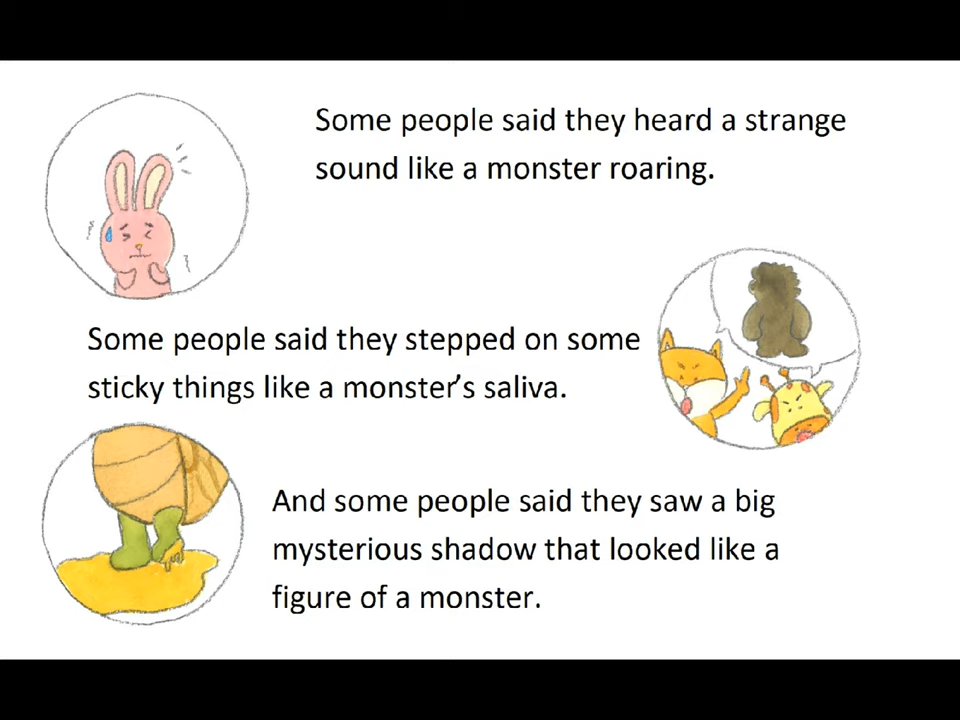 Some people said they heard a strange
sound like a monster roaring.
Some people said they stepped on some
sticky things like a monster’s saliva.
And some people said they saw a big
mysterious shadow that looked like a
figure of a monster.